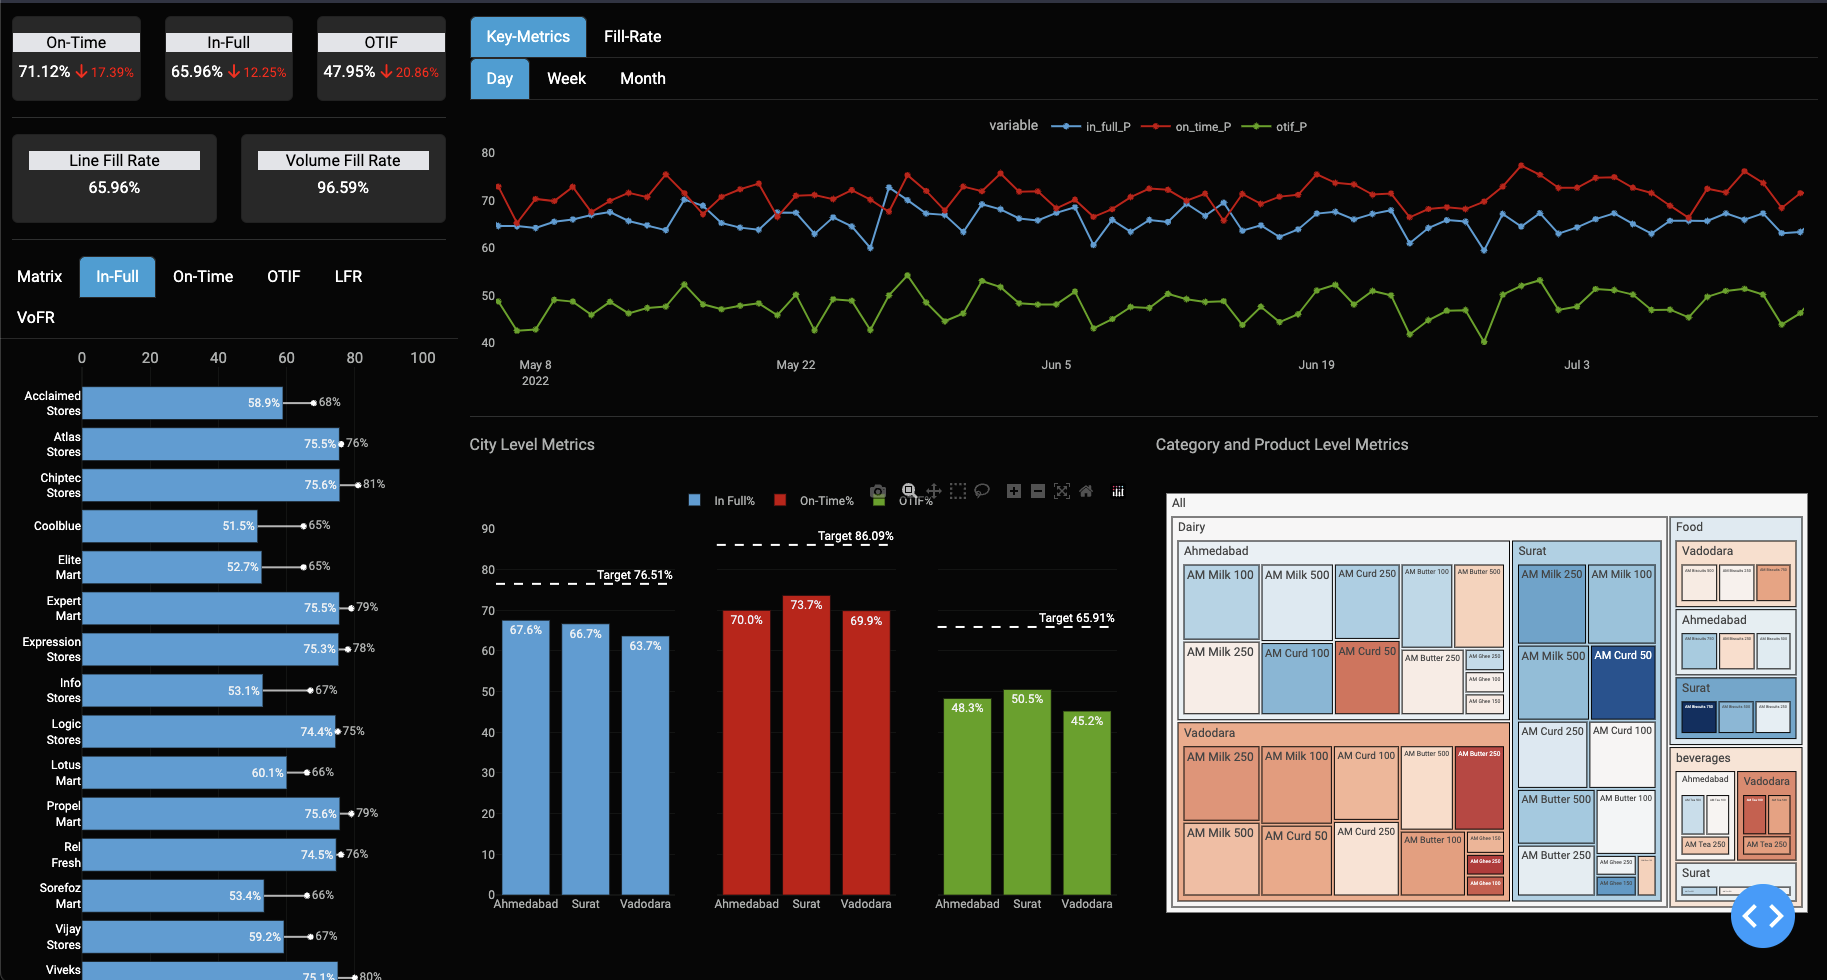 On-Time
71.12% 17.39%
In-Full
65.96% 12.25%
OTIF
47.95% 20.86%
Line Fill Rate
65.96%
Volume Fill Rate
96.59%
Matrix In-Full On-Time OTIF LFR
VoFR
0 20 40 60 80 100
Acclaimed
Stores
58.9% 68%
Atlas
Stores
75.5% 76%
Chiptec
Stores
75.6% 81%
Coolblue
51.5% 65%
Elite
Mart
52.7% 65%
Expert
Mart
75.5% 79%
Expression
Stores
75.3% 78%
Info
Stores
53.1% 67%
Logic
Stores
74.4% 75%
Lotus
Mart
60.1% 66%
Propel
Mart
75.6% 79%
Rel
Fresh
74.5% 76%
Sorefoz
Mart
53.4% 66%
Vijay
Stores
59.2% 67%
Viveks
75.1% 80%
Key-Metrics Fill-Rate
Day Week Month
variable in_full_P on_time_P otif_P
80
70
60
50
40
May 8
2022
May 22
Jun 5
Jun 19
Jul 3
City Level Metrics
In Full% On-Time% OTIF%
90
80
70
60
50
40
30
20
10
0
Target 76.51%
67.6% 66.7% 63.7%
Ahmedabad Surat Vadodara
Target 86.09%
70.0% 73.7% 69.9%
Ahmedabad Surat Vadodara
Target 65.91%
48.3% 50.5% 45.2%
Ahmedabad Surat Vadodara
Category and Product Level Metrics
All
Dairy
Ahmedabad
AM Milk 100 AM Milk 500 AM Curd 250 AM Butter 100 AM Butter 500
AM Milk 250 AM Curd 100 AM Curd 50 AM Butter 250 AM Ghee 250
AM Ghee 100
AM Ghee 150
Vadodara
AM Milk 250 AM Milk 100 AM Curd 100 AM Butter 500 AM Butter 250
AM Milk 500 AM Curd 50 AM Curd 250 AM Butter 100 AM Ghee 150
AM Ghee 250
AM Ghee 100
Surat
AM Milk 250 AM Milk 100
AM Milk 500 AM Curd 50
AM Curd 250 AM Curd 100
AM Butter 500 AM Butter 100
AM Butter 250 AM Ghee 250
Food
Vadodara
AM Biscuits 500 AM Biscuits 250 AM Biscuits 750
Ahmedabad
AM Biscuits 750 AM Biscuits 250 AM Biscuits 500
Surat
AM Biscuits 750 AM Biscuits 500 AM Biscuits 250
beverages
Ahmedabad
AM Tea 250
Vadodara
AM Tea 250
Surat